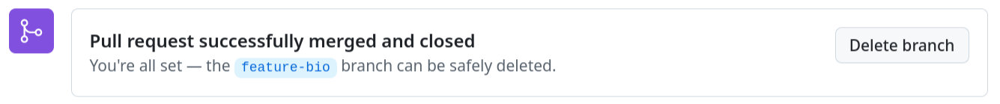 Pull request successfully merged and closed
You're all set — the feature-bio branch can be safely deleted.
Delete branch